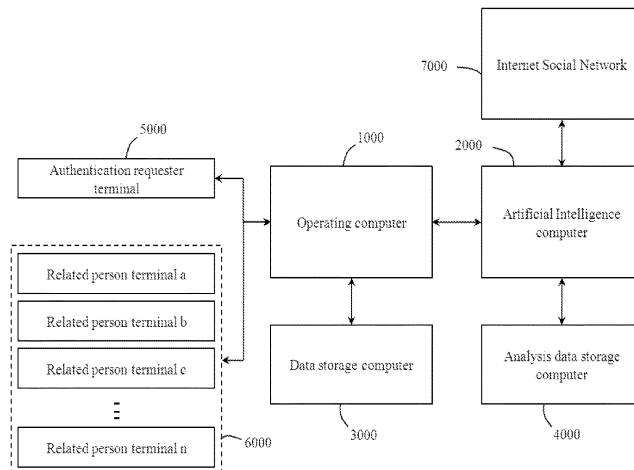 Internet Social Network
7000
5000
1000
2000
Authentication requester
terminal
Operating computer
Artificial Intelligence
computer
Related person terminal a
Related person terminal b
Related person terminal c
Related person terminal n
6000
Data storage computer
3000
Analysis data storage
computer
4000